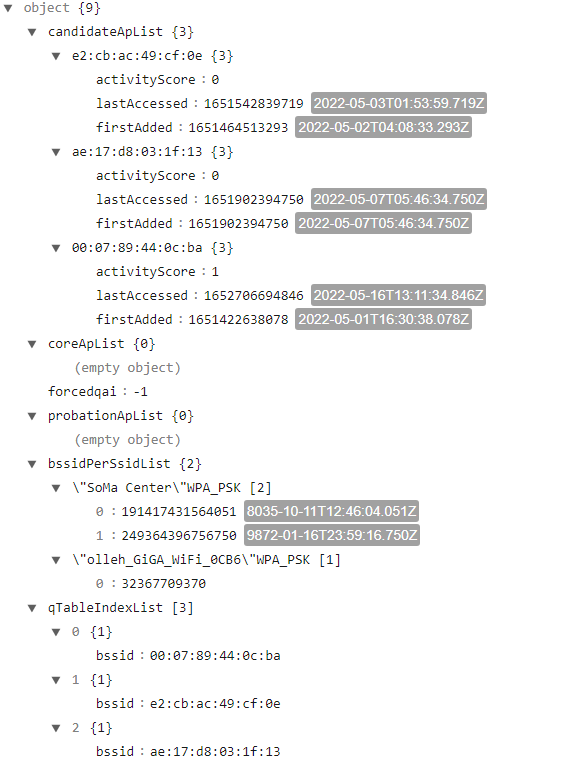 object {9}
candidateApList {3}
e2:cb:ac:49:cf:0e {3}
activityScore : 0
lastAccessed : 1651542839719 2022-05-03T01:53:59.719Z
firstAdded : 1651464513293 2022-05-02T04:08:33.293Z
ae:17:d8:03:1f:13 {3}
activityScore : 0
lastAccessed : 1651902394750 2022-05-07T05:46:34.750Z
firstAdded : 1651902394750 2022-05-07T05:46:34.750Z
00:07:89:44:0c:ba {3}
activityScore : 1
lastAccessed : 1652706694846 2022-05-16T13:11:34.846Z
firstAdded : 1651422638078 2022-05-01T16:30:38.078Z
coreApList {0}
(empty object)
forcedqai : -1
probationApList {0}
(empty object)
bssidPerSsidList {2}
\"SoMa Center\"WPA_PSK [2]
0 : 191417431564051 8035-10-11T12:46:04.051Z
1 : 249364396756750 9872-01-16T23:59:16.750Z
\"olleh_GiGA_WiFi_0CB6\"WPA_PSK [1]
0 : 32367709370
qTableIndexList [3]
0 {1}
bssid : 00:07:89:44:0c:ba
1 {1}
bssid : e2:cb:ac:49:cf:0e
2 {1}
bssid : ae:17:d8:03:1f:13